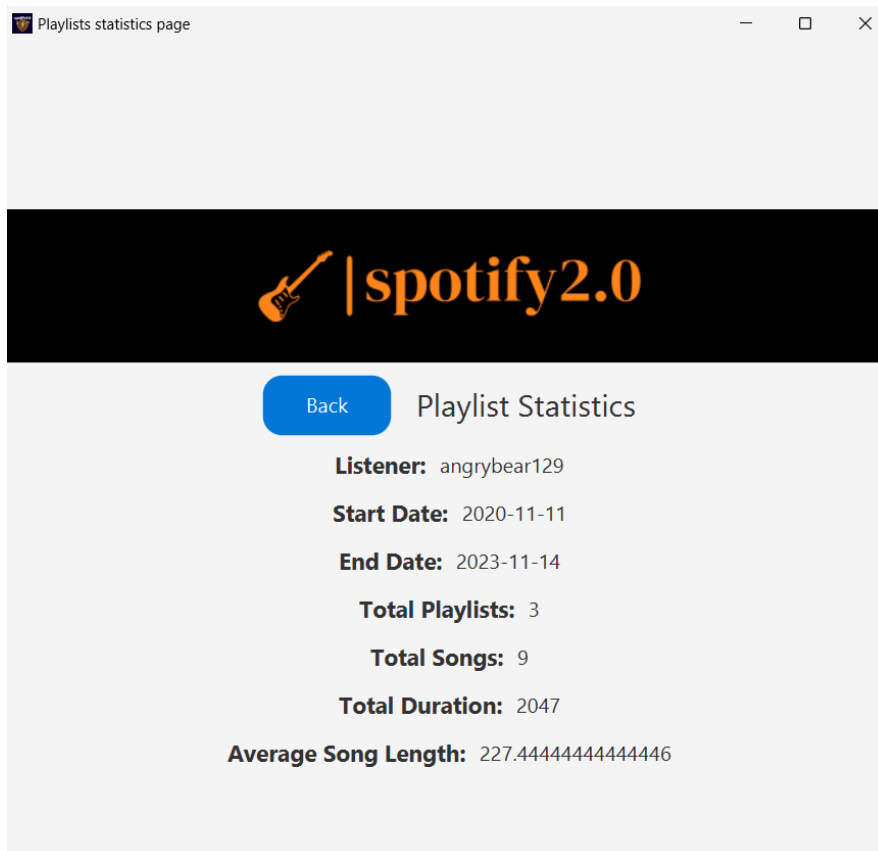 Playlists statistics page
|spotify2.0
Back
Playlist Statistics
Listener: angrybear129
Start Date: 2020-11-11
End Date: 2023-11-14
Total Playlists: 3
Total Songs: 9
Total Duration: 2047
Average Song Length: 227.44444444444446